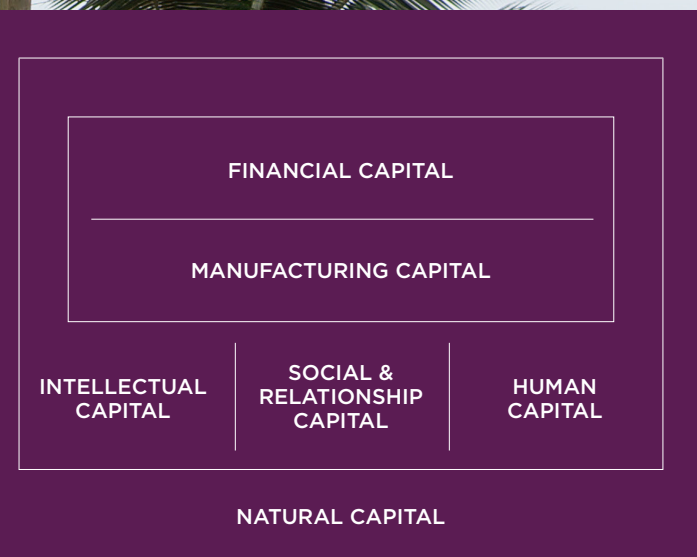 FINANCIAL CAPITAL
MANUFACTURING CAPITAL
INTELLECTUAL
CAPITAL
SOCIAL &
RELATIONSHIP
CAPITAL
HUMAN
CAPITAL
NATURAL CAPITAL